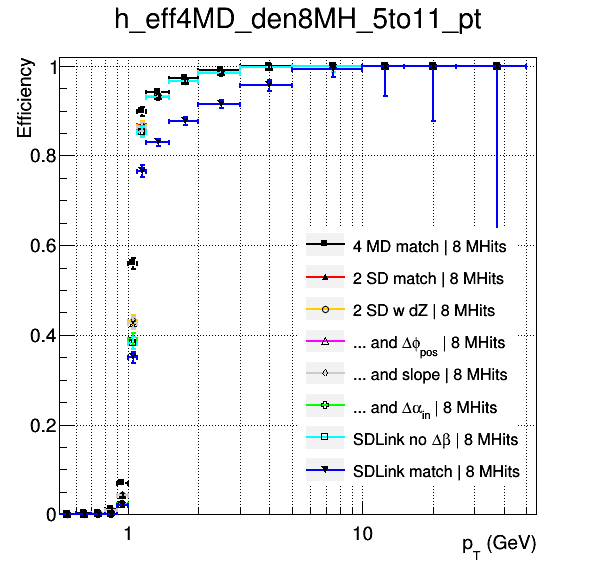 h_eff4MD_den8MH_5to11_pt
Efficiency
1
0.8
0.6
0.4
0.2
0
4 MD match | 8 MHits
2 SD match | 8 MHits
2 SD w dZ | 8 MHits
... and Δϕpos | 8 MHits
... and slope | 8 MHits
... and Δαin | 8 MHits
SDLink no Δβ | 8 MHits
SDLink match | 8 MHits
1
10
pT (GeV)